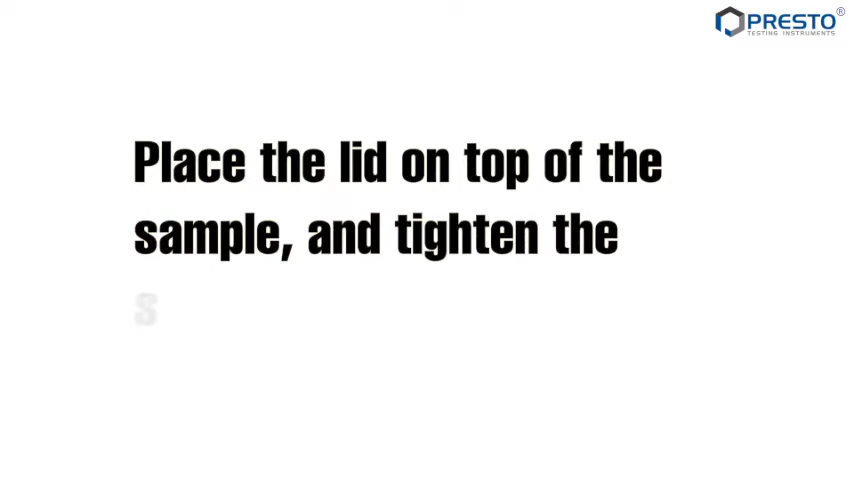 PRESTO®
TESTING INSTRUMENTS
Place the lid on top of the
sample, and tighten the
s